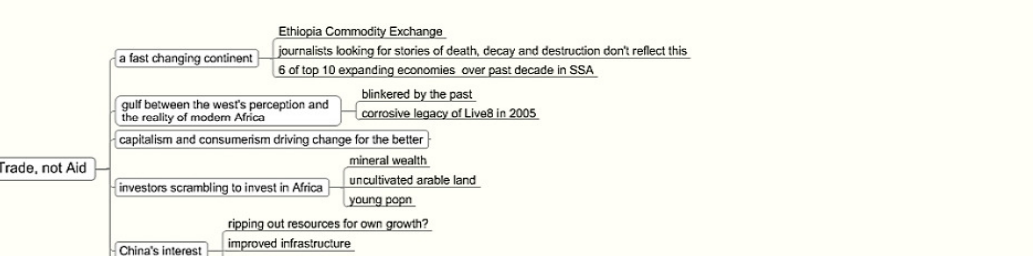 Ethiopia Commodity Exchange
a fast changing continent
journalists looking for stories of death, decay and destruction don't reflect this
6 of top 10 expanding economies over past decade in SSA
gulf between the west's perception and
the reality of modern Africa
blinkered by the past
corrosive legacy of Live8 in 2005
capitalism and consumerism driving change for the better
Trade, not Aid
investors scrambling to invest in Africa
mineral wealth
uncultivated arable land
young popn
China's interest
ripping out resources for own growth?
improved infrastructure